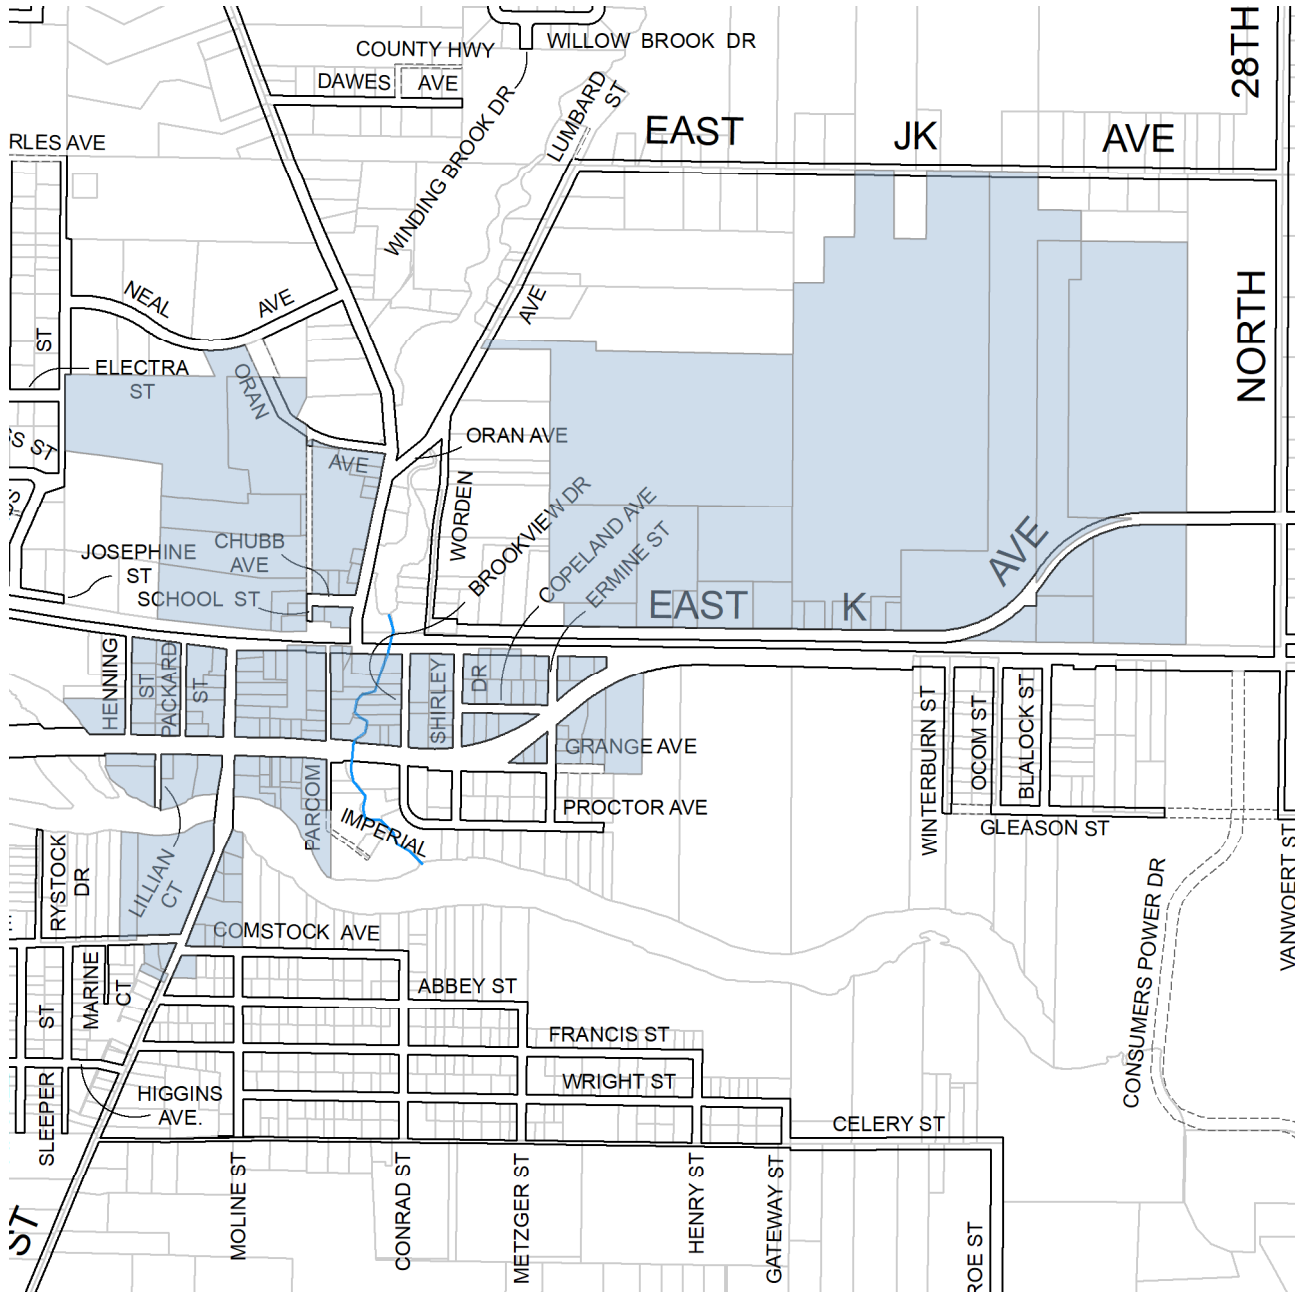 WILLOW BROOK DR
COUNTY HWY
DAWES AVE
28TH
WINDING BROOK DR
LUMBARD
ST
EAST JK AVE
RLES AVE
NEAL AVE
AVE
NORTH
ST
ELECTRA
ST
ORAN
AVE
ORAN AVE
SS ST
WORDEN
BROOKVIEW DR
COPELAND AVE
ERMINE ST
CHUBB
AVE
JOSEPHINE
ST
SCHOOL ST
EAST K AVE
HENNING
ST
PACKARD
ST
SHIRLEY
DR
GRANGE AVE
PARCOM
IMPERIAL
PROCTOR AVE
WINTERBURN ST
OCOM ST
BLALOCK ST
GLEASON ST
VANWOERT ST
CONSUMERS POWER DR
RYSTOCK
DR
LILLIAN
CT
COMSTOCK AVE
MARINE
CT
ST
ABBEY ST
FRANCIS ST
WRIGHT ST
HIGGINS
AVE.
SLEEPER
CELERY ST
MOLINE ST
CONRAD ST
METZGER ST
HENRY ST
GATEWAY ST
ROE ST
ST